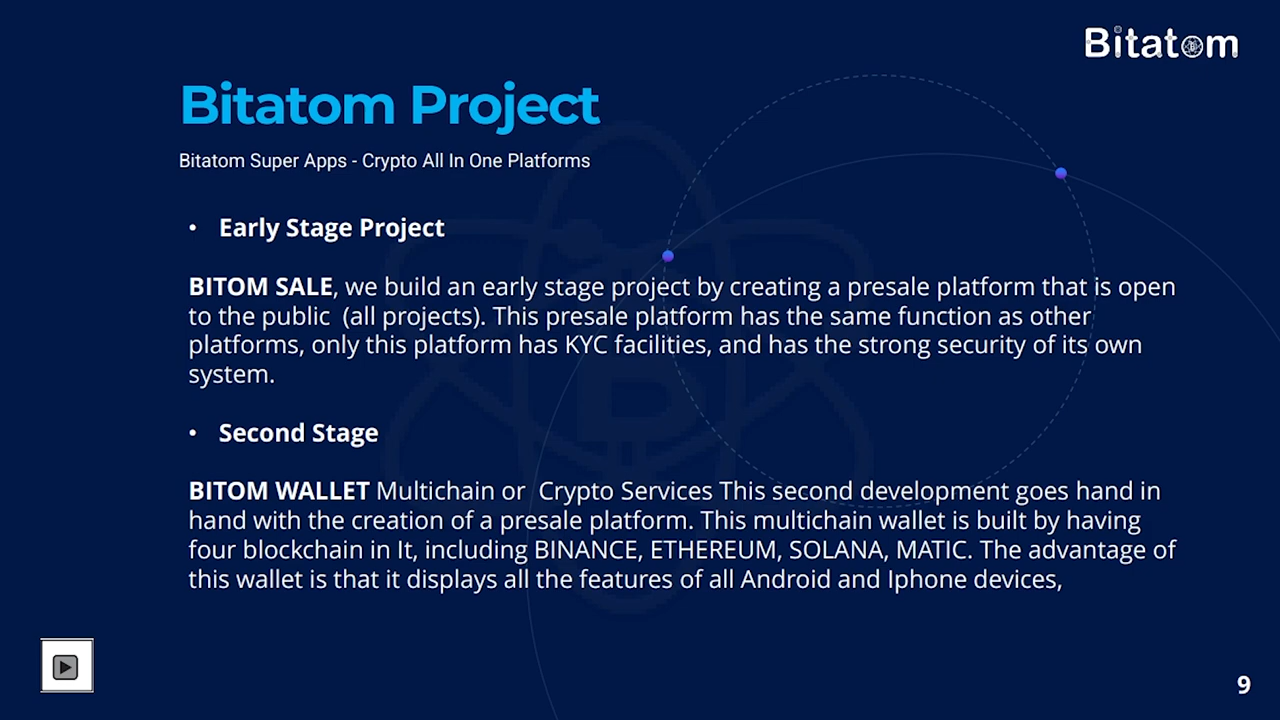 Bitatom
Bitatom Project
Bitatom Super Apps - Crypto All In One Platforms
• Early Stage Project
BITOM SALE, we build an early stage project by creating a presale platform that is open
to the public  (all projects). This presale platform has the same function as other
platforms, only this platform has KYC facilities, and has the strong security of its own
system.
• Second Stage
BITOM WALLET Multichain or  Crypto Services This second development goes hand in
hand with the creation of a presale platform. This multichain wallet is built by having
four blockchain in It, including BINANCE, ETHEREUM, SOLANA, MATIC. The advantage of
this wallet is that it displays all the features of all Android and Iphone devices,
9